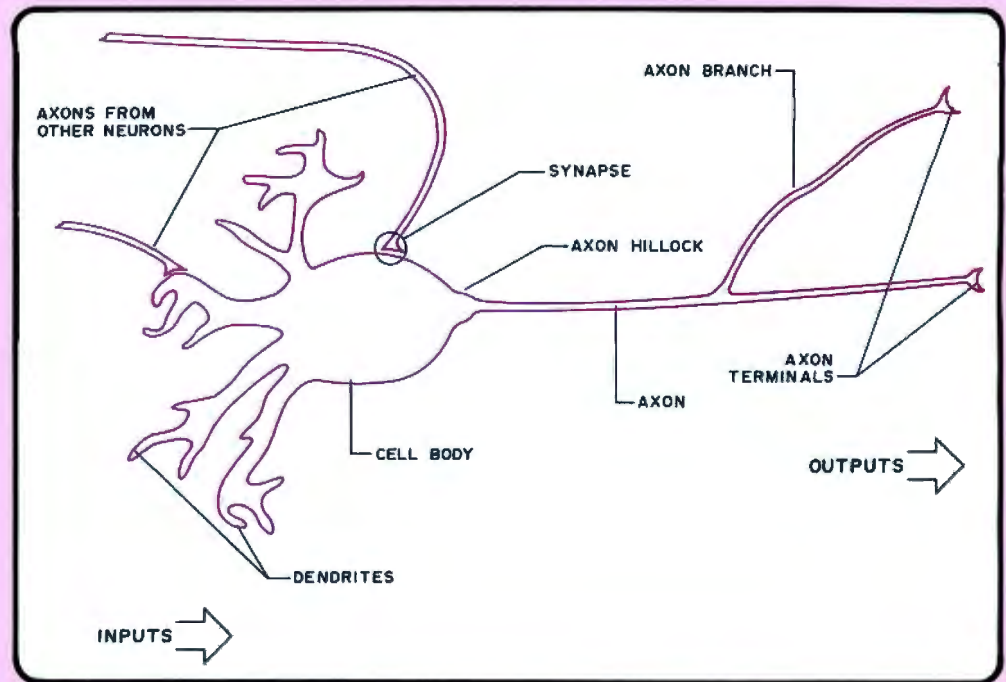 AXON BRANCH
AXONS FROM
OTHER NEURONS
SYNAPSE
AXON HILLOCK
AXON
TERMINALS
AXON
CELL BODY
OUTPUTS
DENDRITES
INPUTS